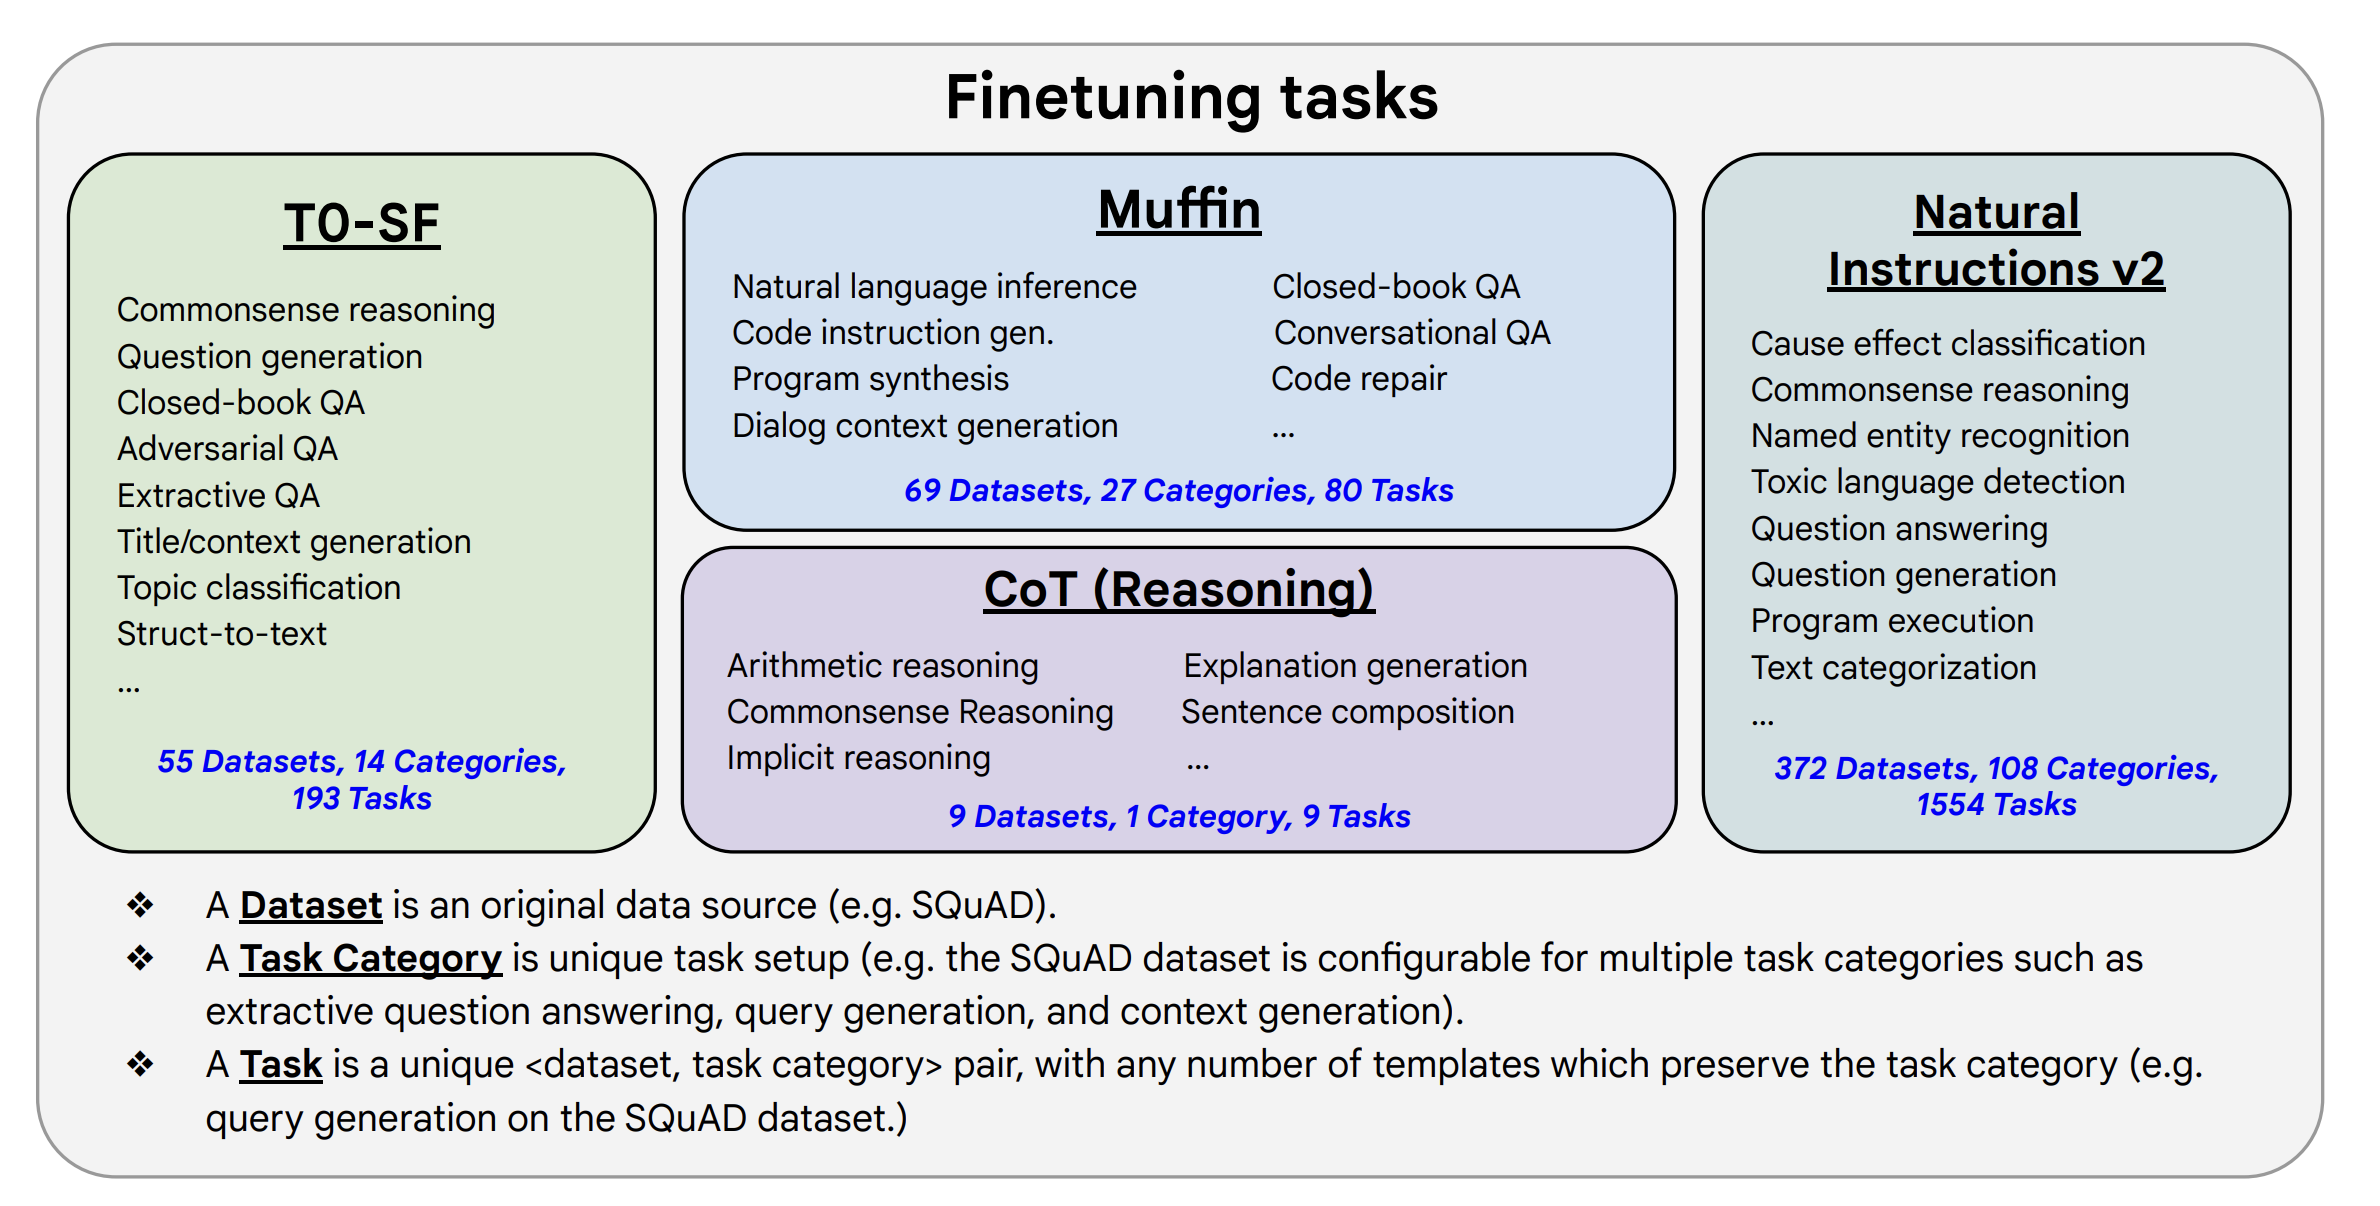 Finetuning tasks
T0-SF
Commonsense reasoning
Question generation
Closed-book QA
Adversarial QA
Extractive QA
Title/context generation
Topic classification
Struct-to-text
...
55 Datasets, 14 Categories,
193 Tasks
Muffin
Natural language inference
Code instruction gen.
Program synthesis
Dialog context generation
Closed-book QA
Conversational QA
Code repair
...
69 Datasets, 27 Categories, 80 Tasks
CoT (Reasoning)
Arithmetic reasoning
Commonsense Reasoning
Implicit reasoning
Explanation generation
Sentence composition
...
9 Datasets, 1 Category, 9 Tasks
Natural
Instructions v2
Cause effect classification
Commonsense reasoning
Named entity recognition
Toxic language detection
Question answering
Question generation
Program execution
Text categorization
...
372 Datasets, 108 Categories,
1554 Tasks
❖ A Dataset is an original data source (e.g. SQuAD).
❖ A Task Category is unique task setup (e.g. the SQuAD dataset is configurable for multiple task categories such as
extractive question answering, query generation, and context generation).
❖ A Task is a unique <dataset, task category> pair, with any number of templates which preserve the task category (e.g.
query generation on the SQuAD dataset.)